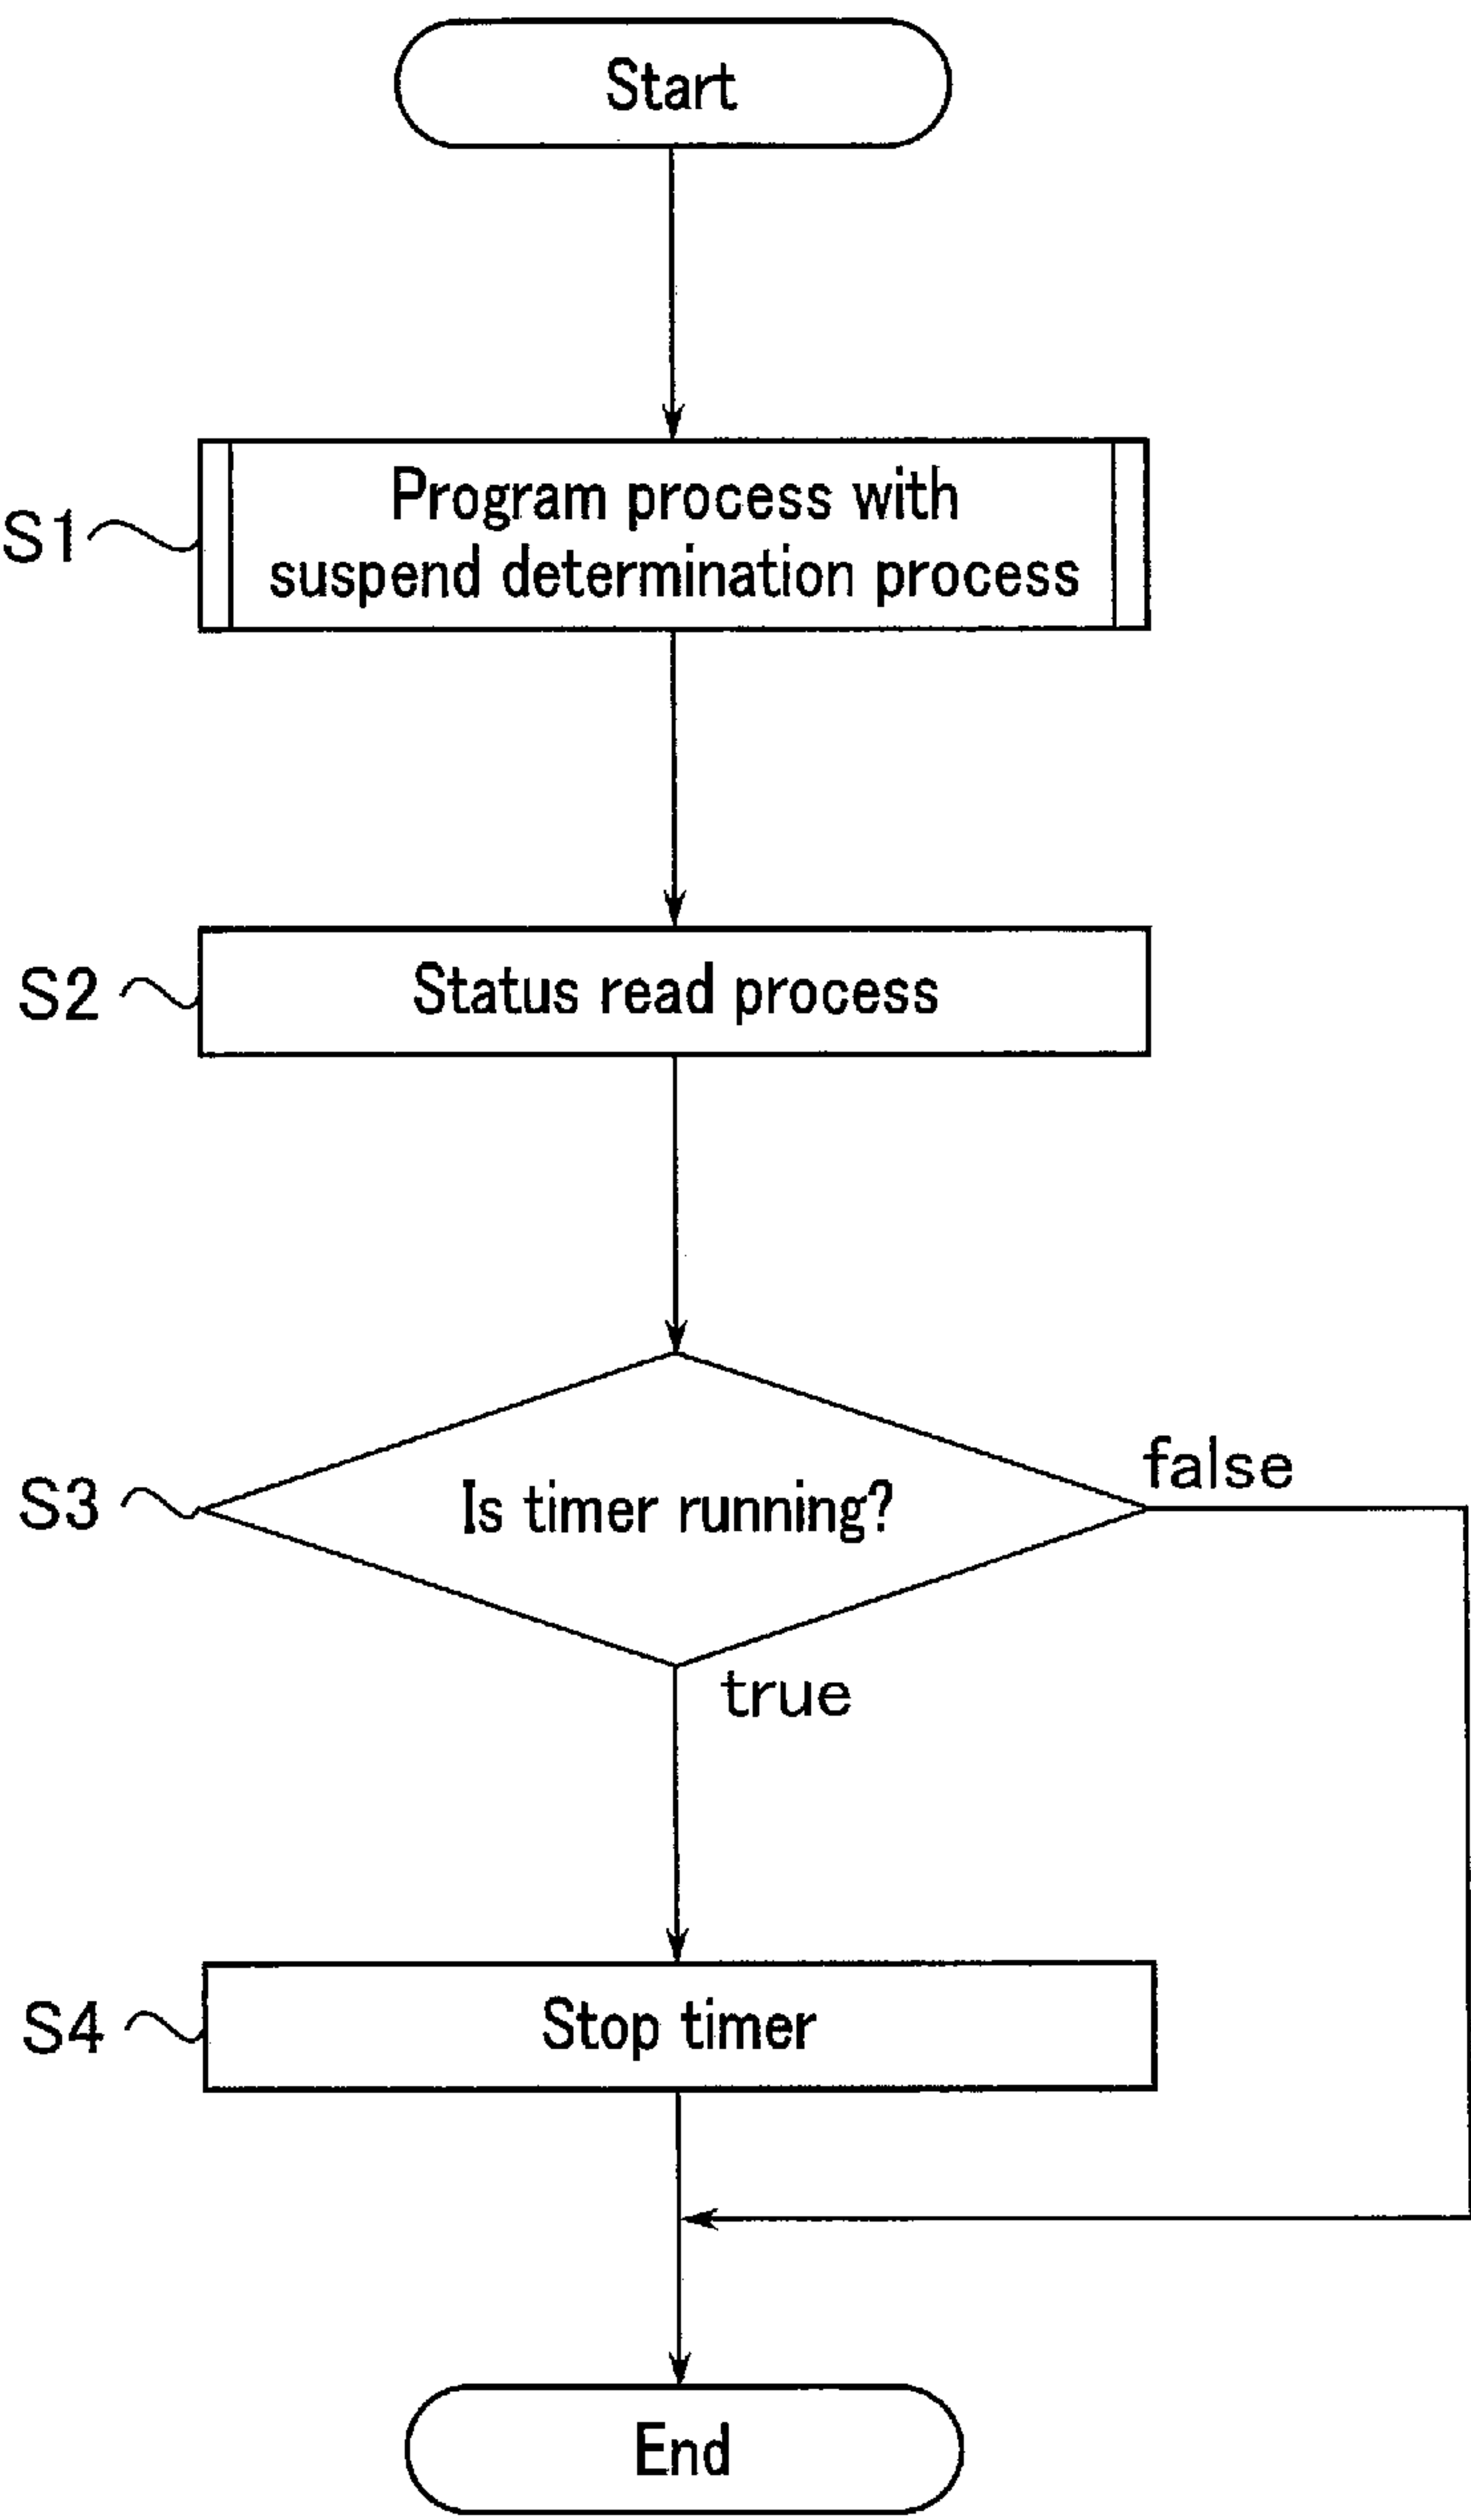 Start
S1
Program process with
suspend determination process
S2
Status read process
S3
Is timer running?
false
true
S4
Stop timer
End